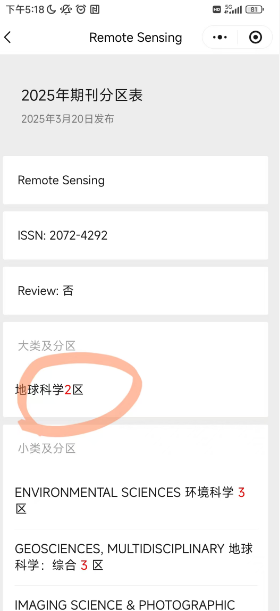 下午5:18
HD 5G 81
Remote Sensing
2025年期刊分区表
2025年3月20日发布
Remote Sensing
ISSN: 2072-4292
Review: 否
大类及分区
地球科学2区
小类及分区
ENVIRONMENTAL SCIENCES 环境科学 3
区
GEOSCIENCES, MULTIDISCIPLINARY 地球
科学：综合 3 区
IMAGING SCIENCE & PHOTOGRAPHIC